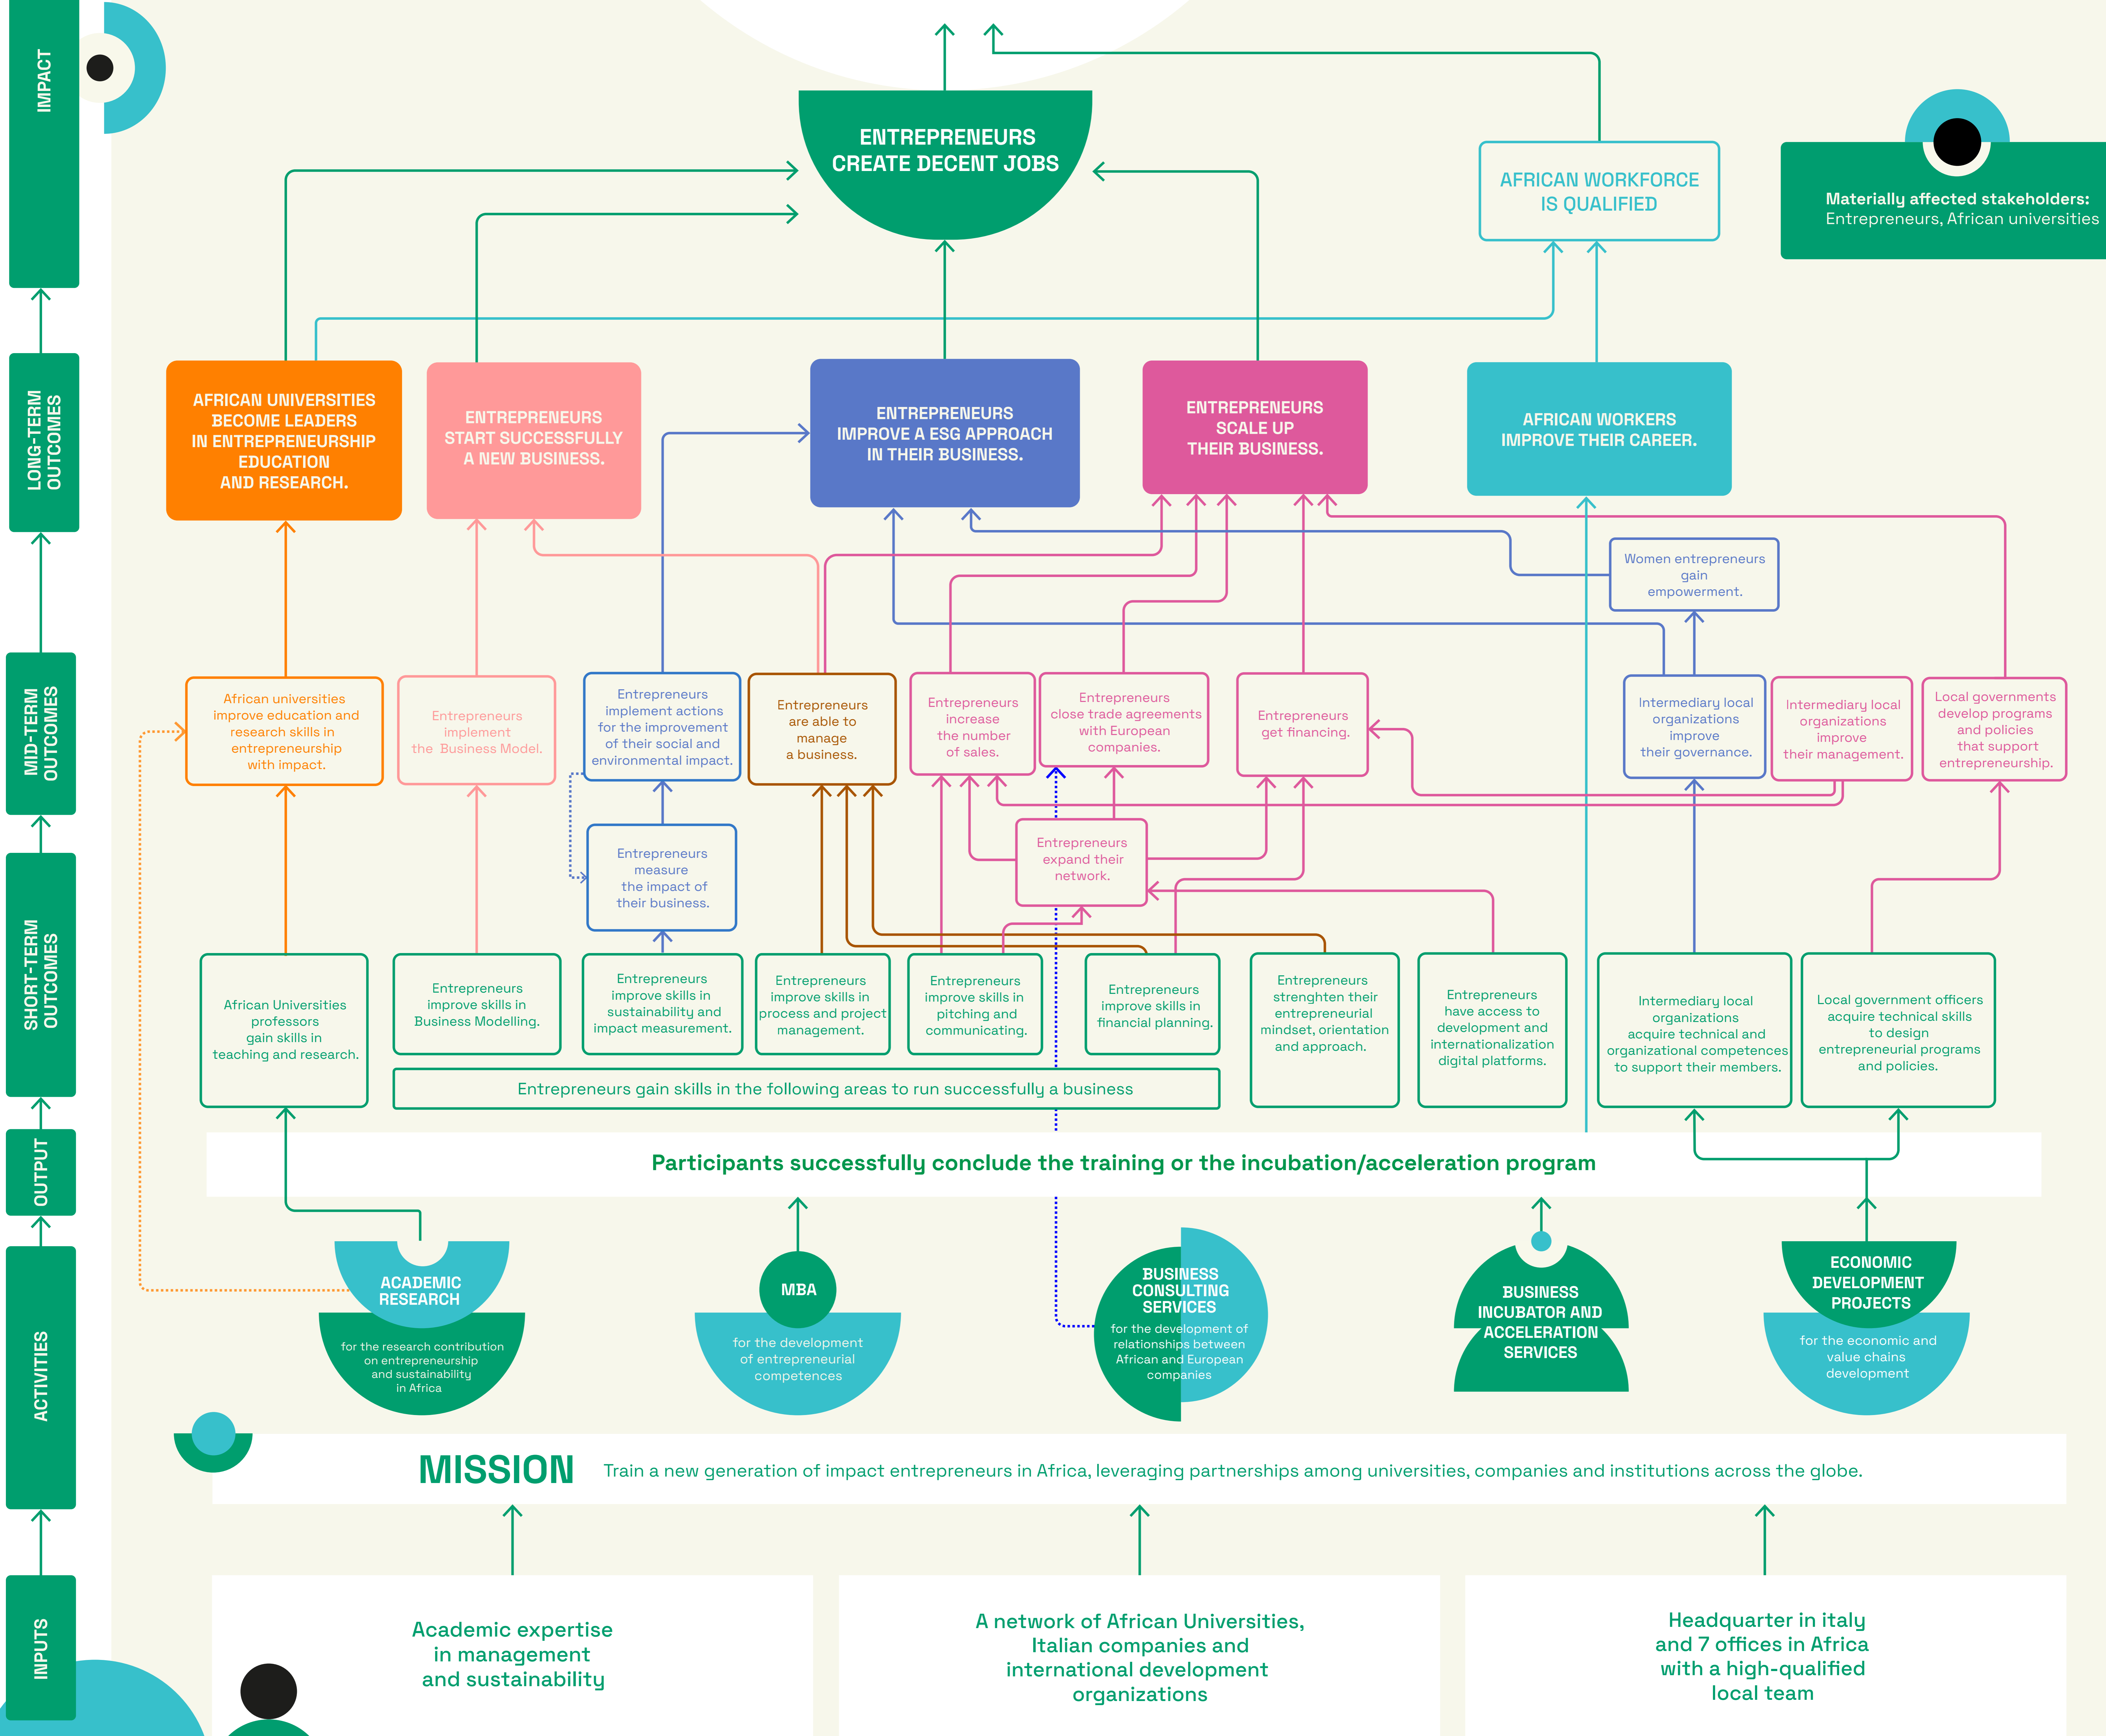 IMPACT
ENTREPRENEURS
CREATE DECENT JOBS
AFRICAN WORKFORCE
IS QUALIFIED
Materially affected stakeholders:
Entrepreneurs, African universities
LONG-TERM
OUTCOMES
AFRICAN UNIVERSITIES
BECOME LEADERS
IN ENTREPRENEURSHIP
EDUCATION
AND RESEARCH.
ENTREPRENEURS
START SUCCESSFULLY
A NEW BUSINESS.
ENTREPRENEURS
IMPROVE A ESG APPROACH
IN THEIR BUSINESS.
ENTREPRENEURS
SCALE UP
THEIR BUSINESS.
AFRICAN WORKERS
IMPROVE THEIR CAREER.
Women entrepreneurs
gain
empowerment.
MID-TERM
OUTCOMES
African universities
improve education and
research skills in
entrepreneurship
with impact.
Entrepreneurs
implement
the Business Model.
Entrepreneurs
implement actions
for the improvement
of their social and
environmental impact.
Entrepreneurs
are able to
manage
a business.
Entrepreneurs
increase
the number
of sales.
Entrepreneurs
close trade agreements
with European
companies.
Entrepreneurs
get financing.
Intermediary local
organizations
improve
their governance.
Intermediary local
organizations
improve
their management.
Local governments
develop programs
and policies
that support
entrepreneurship.
SHORT-TERM
OUTCOMES
Entrepreneurs
measure
the impact of
their business.
Entrepreneurs
expand their
network.
African Universities
professors
gain skills in
teaching and research.
Entrepreneurs
improve skills in
Business Modelling.
Entrepreneurs
improve skills in
sustainability and
impact measurement.
Entrepreneurs
improve skills in
process and project
management.
Entrepreneurs
improve skills in
pitching and
communicating.
Entrepreneurs
improve skills in
financial planning.
Entrepreneurs
strenghten their
entrepreneurial
mindset, orientation
and approach.
Entrepreneurs
have access to
development and
internationalization
digital platforms.
Intermediary local
organizations
acquire technical and
organizational competences
to support their members.
Local government officers
acquire technical skills
to design
entrepreneurial programs
and policies.
Entrepreneurs gain skills in the following areas to run successfully a business
OUTPUT
Participants successfully conclude the training or the incubation/acceleration program
ACTIVITIES
ACADEMIC
RESEARCH
for the research contribution
on entrepreneurship
and sustainability
in Africa
MBA
for the development
of entrepreneurial
competences
BUSINESS
CONSULTING
SERVICES
for the development of
relationships between
African and European
companies
BUSINESS
INCUBATOR AND
ACCELERATION
SERVICES
ECONOMIC
DEVELOPMENT
PROJECTS
for the economic and
value chains
development
MISSION
Train a new generation of impact entrepreneurs in Africa, leveraging partnerships among universities, companies and institutions across the globe.
INPUTS
Academic expertise
in management
and sustainability
A network of African Universities,
Italian companies and
international development
organizations
Headquarter in italy
and 7 offices in Africa
with a high-qualified
local team